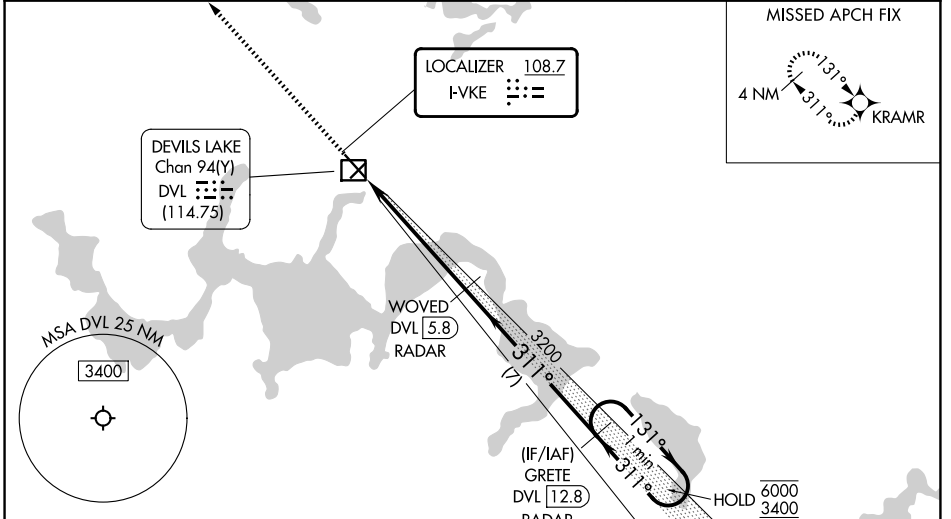 MISSED APCH FIX
131°
4 NM
311°
KRAMR
LOCALIZER 108.7
I-VKE
DEVILS LAKE
Chan 94(Y)
DVL
(114.75)
WOVED
DVL 5.8
RADAR
MSA DVL 25 NM
3400
3200
311°
(7)
131°
1 min
311°
(IF/IAF)
GRETE
DVL 12.8
RADAR
HOLD 6000
3400